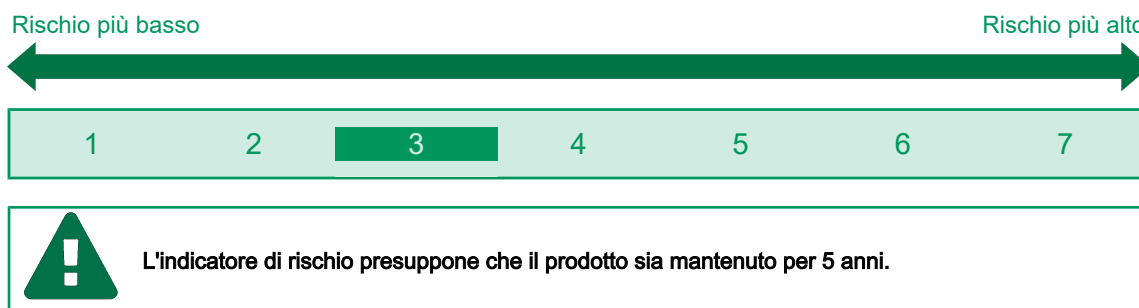 Rischio più basso Rischio più alto
1 2 3 4 5 6 7
L'indicatore di rischio presuppone che il prodotto sia mantenuto per 5 anni.